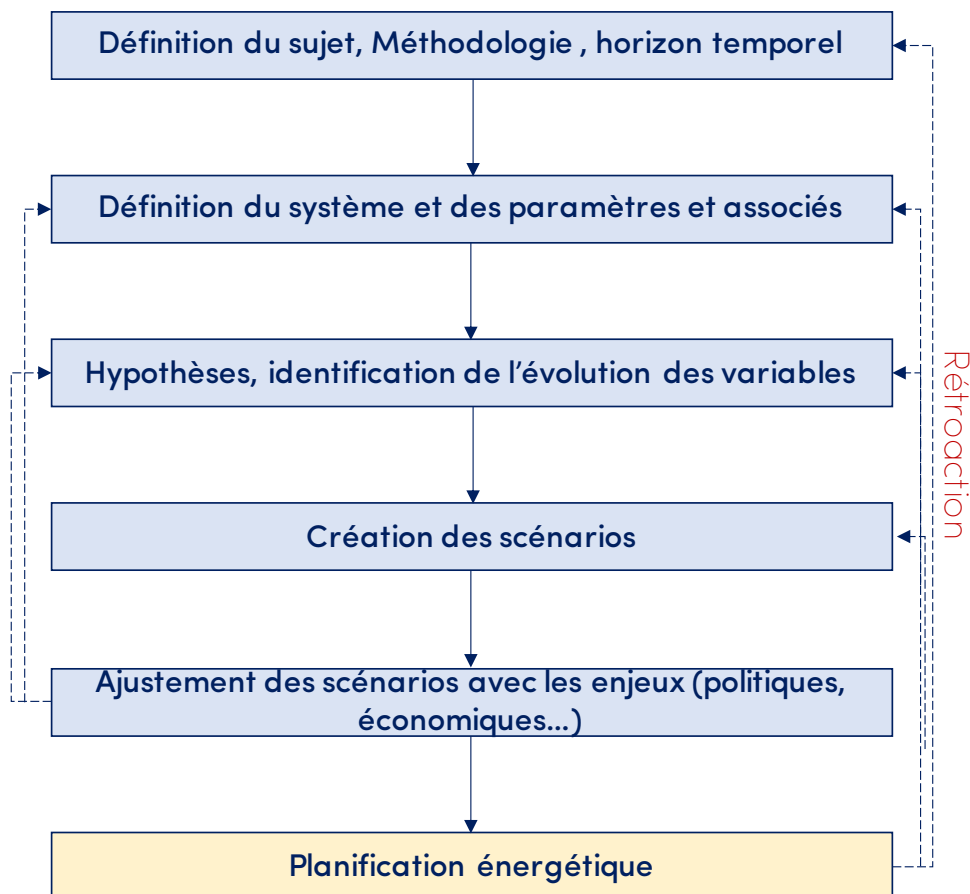 Définition du sujet, Méthodologie , horizon temporel
Définition du système et des paramètres et associés
Hypothèses, identification de l’évolution des variables
Rétroaction
Création des scénarios
Ajustement des scénarios avec les enjeux (politiques,
économiques…)
Planification énergétique